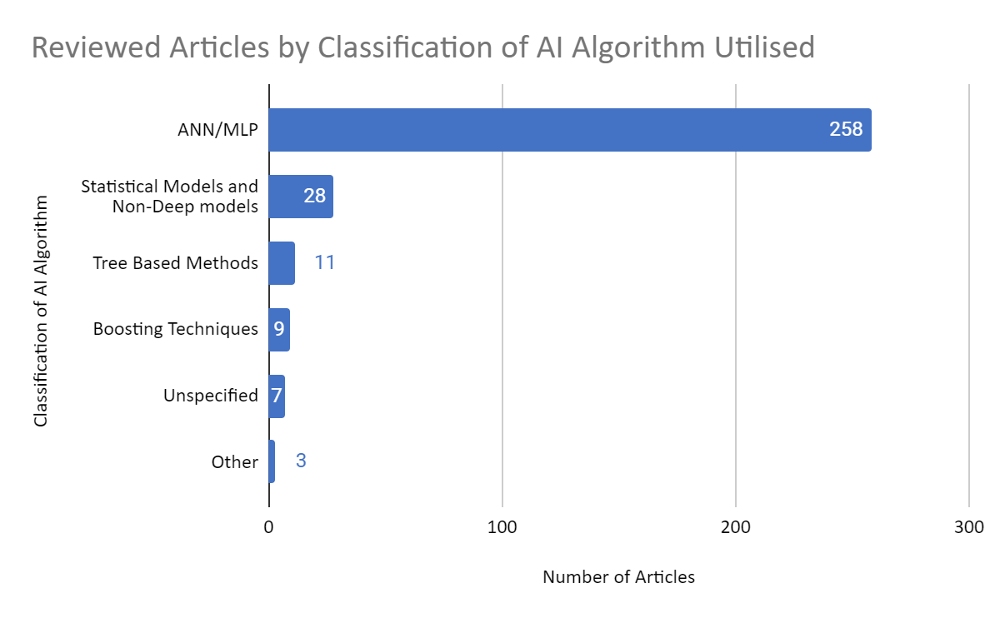 Reviewed Articles by Classification of AI Algorithm Utilised
Classification of AI Algorithm
ANN/MLP
258
Statistical Models and
Non-Deep models
28
Tree Based Methods
11
Boosting Techniques
9
Unspecified
7
Other
3
0
100
200
300
Number of Articles